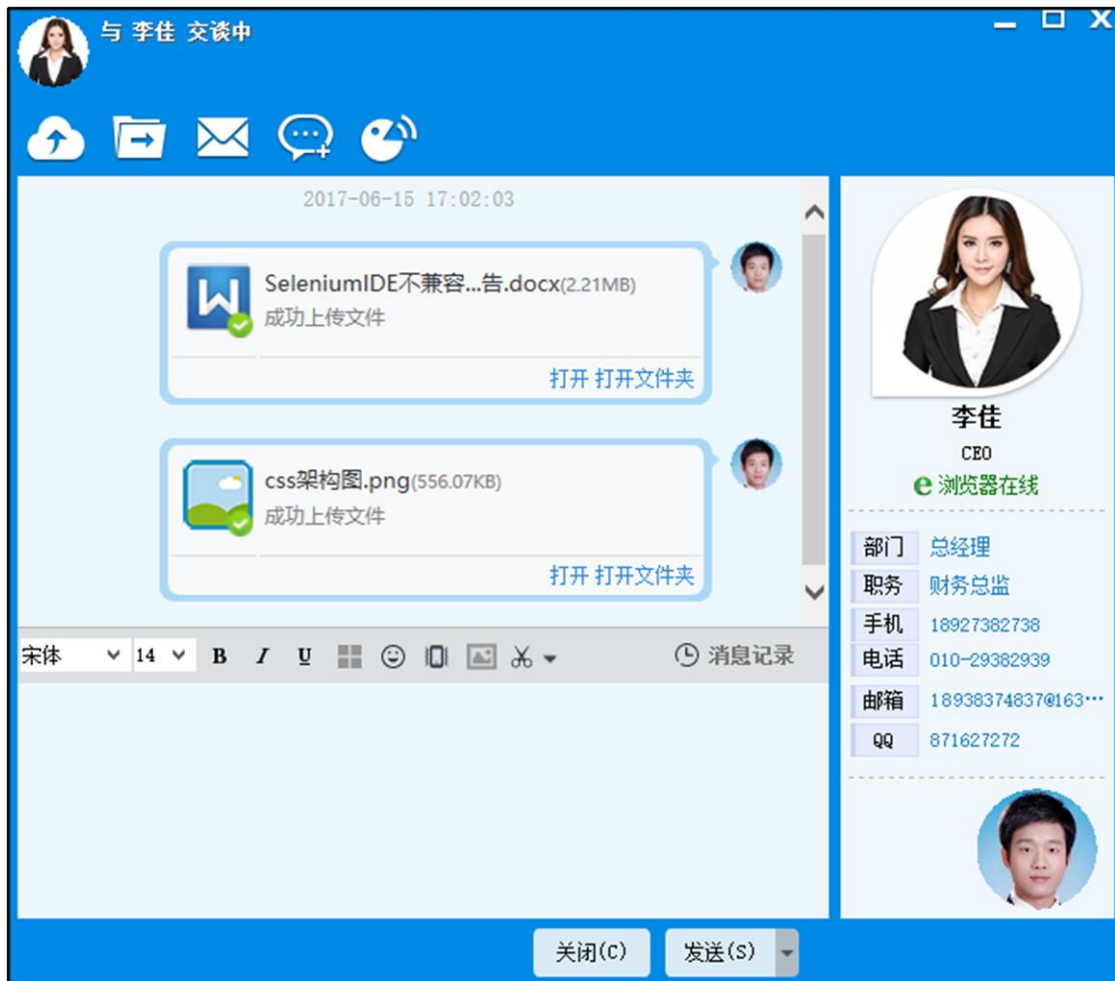 与 李佳 交谈中
2017-06-15 17:02:03
SeleniumIDE不兼容...告.docx(2.21MB)
成功上传文件
打开 打开文件夹
css架构图.png(556.07KB)
成功上传文件
打开 打开文件夹
宋体 14 B I U 消息记录
关闭(C) 发送(S)
李佳
CEO
浏览器在线
部门 总经理
职务 财务总监
手机 18927382738
电话 010-29382939
邮箱 18938374837@163...
QQ 871627272